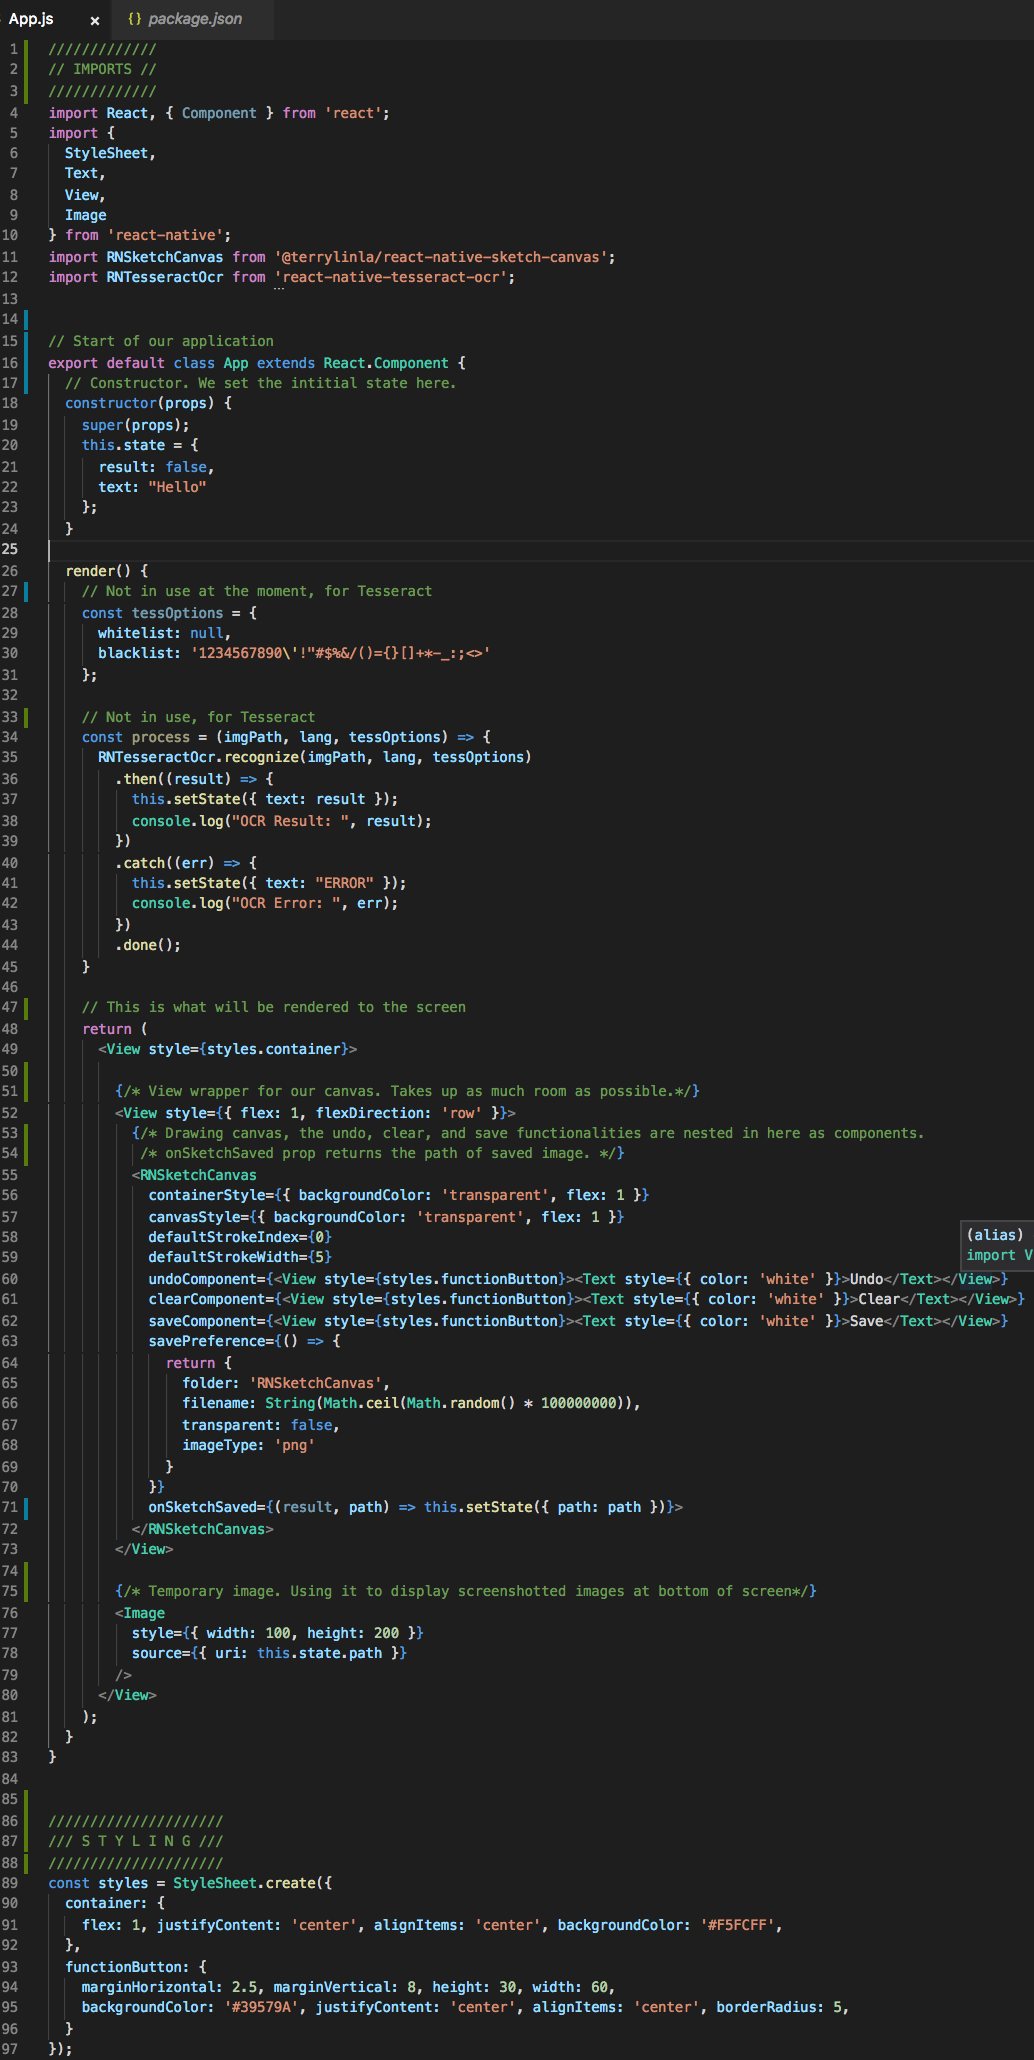 App.js × {} package.json
1 /////////////
2 // IMPORTS //
3 /////////////
4 import React, { Component } from 'react';
5 import {
6   StyleSheet,
7   Text,
8   View,
9   Image
10 } from 'react-native';
11 import RNSketchCanvas from '@terrylinla/react-native-sketch-canvas';
12 import RNTesseractOcr from 'react-native-tesseract-ocr';
13
14
15 // Start of our application
16 export default class App extends React.Component {
17   // Constructor. We set the intitial state here.
18   constructor(props) {
19     super(props);
20     this.state = {
21       result: false,
22       text: "Hello"
23     };
24   }
25
26   render() {
27     // Not in use at the moment, for Tesseract
28     const tessOptions = {
29       whitelist: null,
30       blacklist: '1234567890\'!"#$%&/()={}[]+*-_:;<>'
31     };
32
33     // Not in use, for Tesseract
34     const process = (imgPath, lang, tessOptions) => {
35       RNTesseractOcr.recognize(imgPath, lang, tessOptions)
36         .then((result) => {
37           this.setState({ text: result });
38           console.log("OCR Result: ", result);
39         })
40         .catch((err) => {
41           this.setState({ text: "ERROR" });
42           console.log("OCR Error: ", err);
43         })
44         .done();
45     }
46
47     // This is what will be rendered to the screen
48     return (
49       <View style={styles.container}>
50
51         {/* View wrapper for our canvas. Takes up as much room as possible.*/}
52         <View style={{ flex: 1, flexDirection: 'row' }}>
53           {/* Drawing canvas, the undo, clear, and save functionalities are nested in here as components.
54            /* onSketchSaved prop returns the path of saved image. */}
55           <RNSketchCanvas
56             containerStyle={{ backgroundColor: 'transparent', flex: 1 }}
57             canvasStyle={{ backgroundColor: 'transparent', flex: 1 }}
58             defaultStrokeIndex={0}
(alias)
59             defaultStrokeWidth={5}
import V
60             undoComponent={<View style={styles.functionButton}><Text style={{ color: 'white' }}>Undo</Text></View>}
61             clearComponent={<View style={styles.functionButton}><Text style={{ color: 'white' }}>Clear</Text></View>}
62             saveComponent={<View style={styles.functionButton}><Text style={{ color: 'white' }}>Save</Text></View>}
63             savePreference={() => {
64               return {
65                 folder: 'RNSketchCanvas',
66                 filename: String(Math.ceil(Math.random() * 100000000)),
67                 transparent: false,
68                 imageType: 'png'
69               }
70             }}
71             onSketchSaved={(result, path) => this.setState({ path: path })}>
72           </RNSketchCanvas>
73         </View>
74
75         {/* Temporary image. Using it to display screenshotted images at bottom of screen*/}
76         <Image
77           style={{ width: 100, height: 200 }}
78           source={{ uri: this.state.path }}
79         />
80       </View>
81     );
82   }
83 }
84
85
86 /////////////////////
87 /// S T Y L I N G ///
88 /////////////////////
89 const styles = StyleSheet.create({
90   container: {
91     flex: 1, justifyContent: 'center', alignItems: 'center', backgroundColor: '#F5FCFF',
92   },
93   functionButton: {
94     marginHorizontal: 2.5, marginVertical: 8, height: 30, width: 60,
95     backgroundColor: '#39579A', justifyContent: 'center', alignItems: 'center', borderRadius: 5,
96   }
97 });